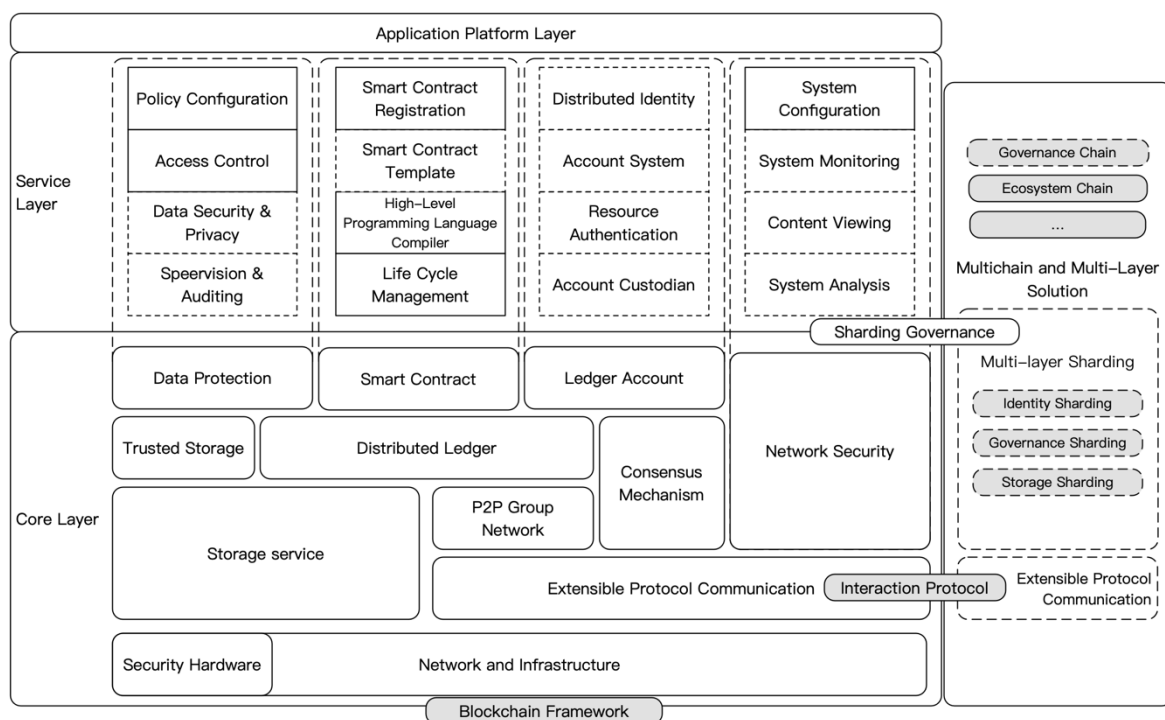 Application Platform Layer
Service
Layer
Policy Configuration
Access Control
Data Security &
Privacy
Speervision &
Auditing
Smart Contract
Registration
Smart Contract
Template
High-Level
Programming Language
Compiler
Life Cycle
Management
Distributed Identity
Account System
Resource
Authentication
Account Custodian
System
Configuration
System Monitoring
Content Viewing
System Analysis
Sharding Governance
Core Layer
Data Protection
Smart Contract
Ledger Account
Trusted Storage
Distributed Ledger
Consensus
Mechanism
Network Security
Storage service
P2P Group
Network
Extensible Protocol Communication
Interaction Protocol
Security Hardware
Network and Infrastructure
Blockchain Framework
Governance Chain
Ecosystem Chain
...
Multichain and Multi-Layer
Solution
Multi-layer Sharding
Identity Sharding
Governance Sharding
Storage Sharding
Extensible Protocol
Communication